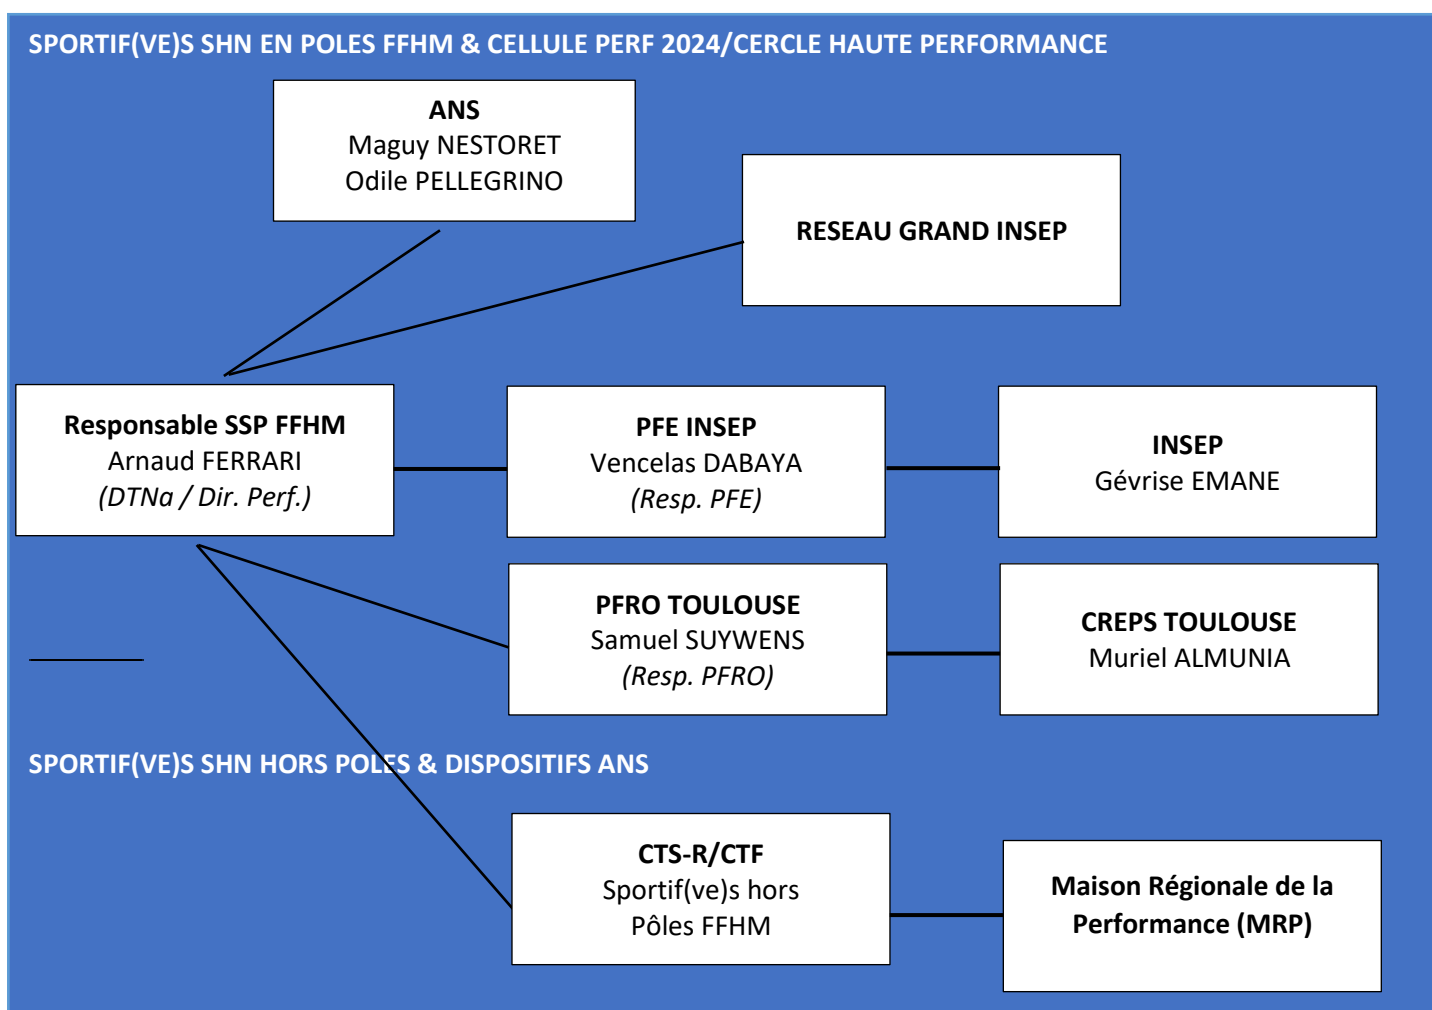 SPORTIF(VE)S SHN EN POLES FFHM & CELLULE PERF 2024/CERCLE HAUTE PERFORMANCE
ANS
Maguy NESTORET
Odile PELLEGRINO
RESEAU GRAND INSEP
Responsable SSP FFHM
Arnaud FERRARI
(DTNa / Dir. Perf.)
PFE INSEP
Vencelas DABAYA
(Resp. PFE)
INSEP
Gévrise EMANE
PFRO TOULOUSE
Samuel SUYWENS
(Resp. PFRO)
CREPS TOULOUSE
Muriel ALMUNIA
SPORTIF(VE)S SHN HORS POLES & DISPOSITIFS ANS
CTS-R/CTF
Sportif(ve)s hors
Pôles FFHM
Maison Régionale de la
Performance (MRP)